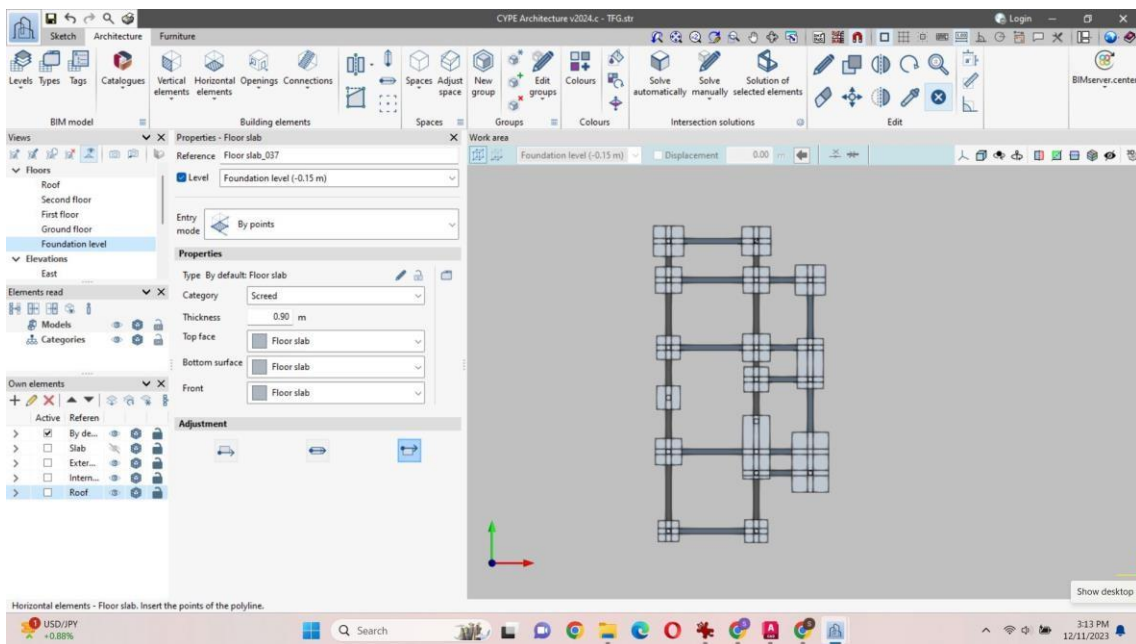 CYPE Architecture v2024.c - TFG.str
Login
Sketch Architecture Furniture
Levels Types Tags Catalogues Vertical elements Horizontal elements Openings Connections Spaces Adjust space New group Edit groups Colours Solve automatically Solve manually Solution of selected elements BIMserver.center
BIM model Building elements Spaces Groups Colours Intersection solutions Edit
Views
Floors
Roof
Second floor
First floor
Ground floor
Foundation level
Elevations
East
Elements read
Models
Categories
Own elements
Active Referen
By de...
Slab
Exter...
Intern...
Roof
Properties - Floor slab
Reference Floor slab_037
Level Foundation level (-0.15 m)
Entry mode By points
Properties
Type By default: Floor slab
Category Screed
Thickness 0.90 m
Top face Floor slab
Bottom surface Floor slab
Front Floor slab
Adjustment
Work area
Foundation level (-0.15 m) Displacement 0.00 m
Show desktop
Horizontal elements - Floor slab. Insert the points of the polyline.
USD/JPY
+0.88%
Search
3:13 PM
12/11/2023